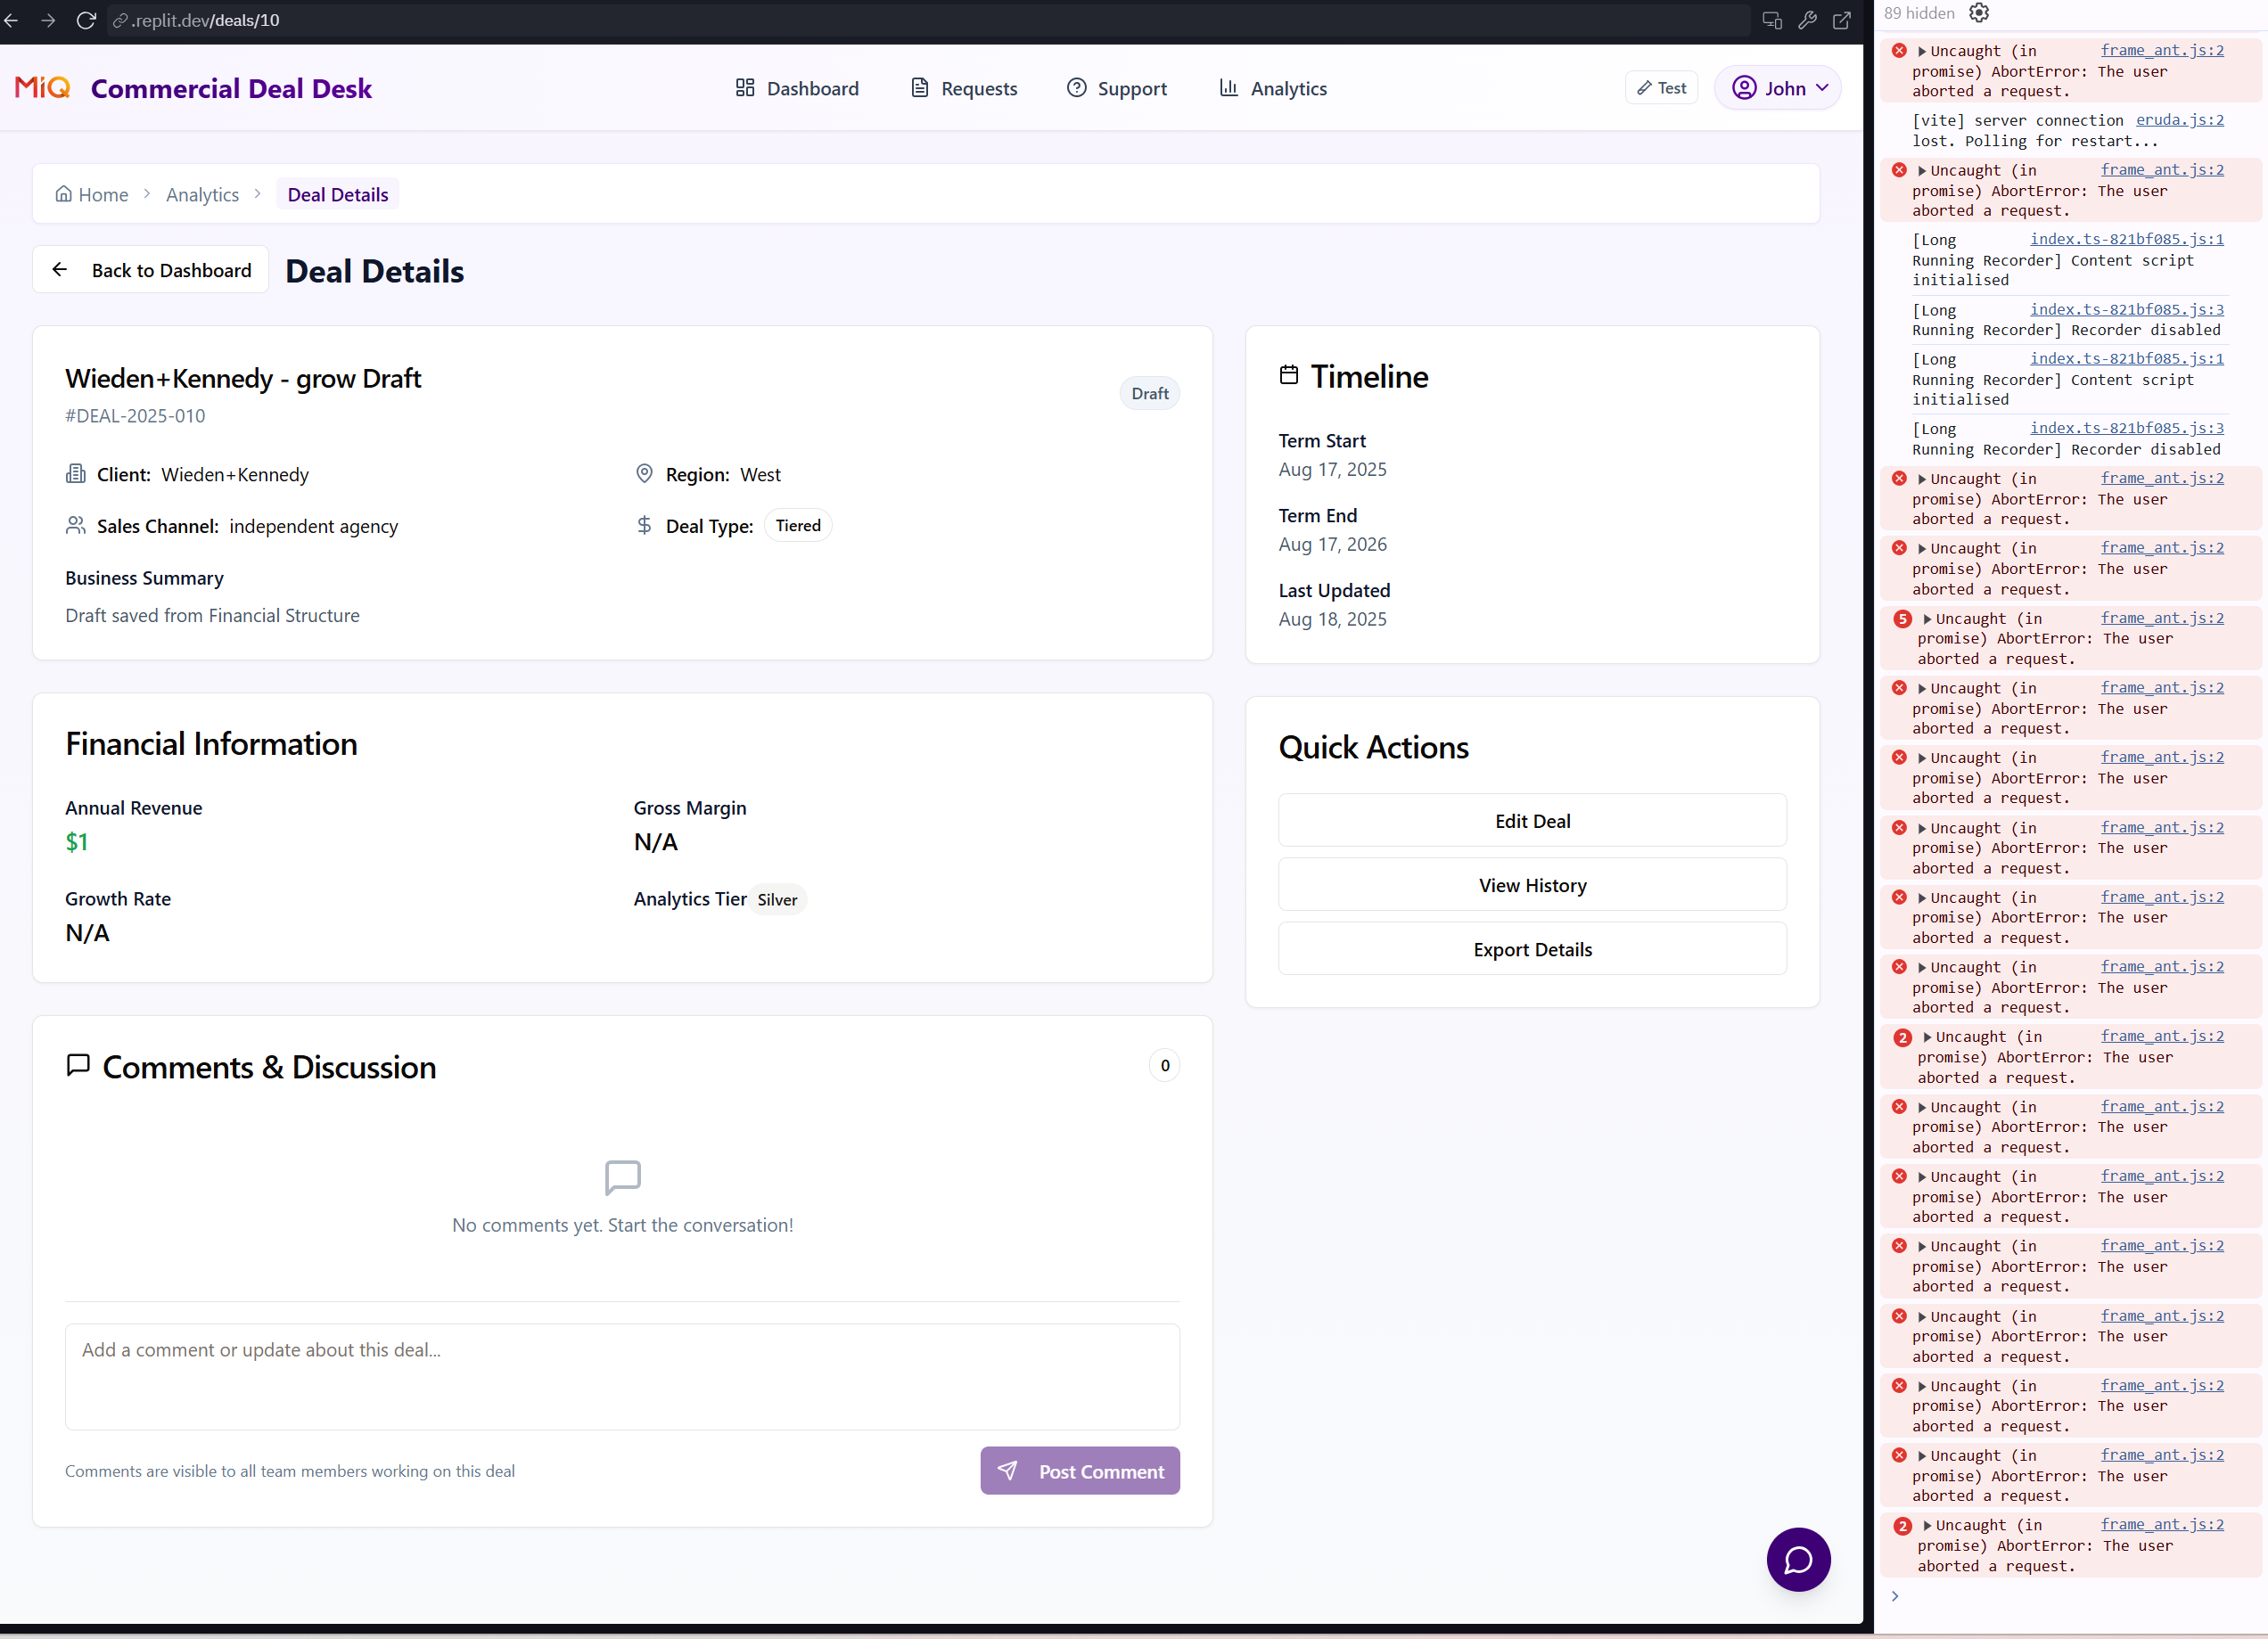 .replit.dev/deals/10
MiQ Commercial Deal Desk
Dashboard
Requests
Support
Analytics
Test
John
Home
Analytics
Deal Details
Back to Dashboard
Deal Details
Wieden+Kennedy - grow Draft
#DEAL-2025-010
Draft
Client: Wieden+Kennedy
Region: West
Sales Channel: independent agency
Deal Type: Tiered
Business Summary
Draft saved from Financial Structure
Timeline
Term Start
Aug 17, 2025
Term End
Aug 17, 2026
Last Updated
Aug 18, 2025
Financial Information
Annual Revenue
$1
Gross Margin
N/A
Growth Rate
N/A
Analytics Tier Silver
Quick Actions
Edit Deal
View History
Export Details
Comments & Discussion
0
No comments yet. Start the conversation!
Add a comment or update about this deal...
Comments are visible to all team members working on this deal
Post Comment
89 hidden
Uncaught (in frame_ant.js:2
promise) AbortError: The user
aborted a request.
[vite] server connection eruda.js:2
lost. Polling for restart...
Uncaught (in frame_ant.js:2
promise) AbortError: The user
aborted a request.
[Long index.ts-821bf085.js:1
Running Recorder] Content script
initialised
[Long index.ts-821bf085.js:3
Running Recorder] Recorder disabled
[Long index.ts-821bf085.js:1
Running Recorder] Content script
initialised
[Long index.ts-821bf085.js:3
Running Recorder] Recorder disabled
Uncaught (in frame_ant.js:2
promise) AbortError: The user
aborted a request.
Uncaught (in frame_ant.js:2
promise) AbortError: The user
aborted a request.
5 Uncaught (in frame_ant.js:2
promise) AbortError: The user
aborted a request.
Uncaught (in frame_ant.js:2
promise) AbortError: The user
aborted a request.
Uncaught (in frame_ant.js:2
promise) AbortError: The user
aborted a request.
Uncaught (in frame_ant.js:2
promise) AbortError: The user
aborted a request.
Uncaught (in frame_ant.js:2
promise) AbortError: The user
aborted a request.
Uncaught (in frame_ant.js:2
promise) AbortError: The user
aborted a request.
2 Uncaught (in frame_ant.js:2
promise) AbortError: The user
aborted a request.
Uncaught (in frame_ant.js:2
promise) AbortError: The user
aborted a request.
Uncaught (in frame_ant.js:2
promise) AbortError: The user
aborted a request.
Uncaught (in frame_ant.js:2
promise) AbortError: The user
aborted a request.
Uncaught (in frame_ant.js:2
promise) AbortError: The user
aborted a request.
Uncaught (in frame_ant.js:2
promise) AbortError: The user
aborted a request.
Uncaught (in frame_ant.js:2
promise) AbortError: The user
aborted a request.
2 Uncaught (in frame_ant.js:2
promise) AbortError: The user
aborted a request.